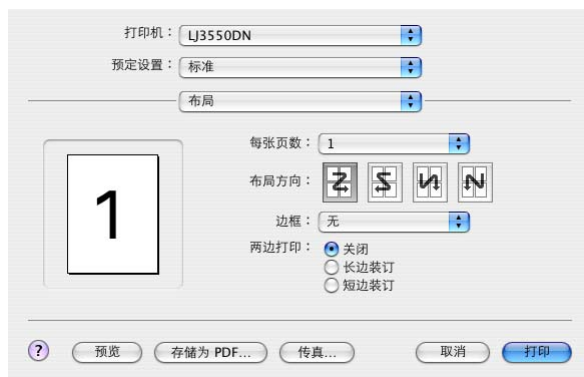 打印机： LJ3550DN
预定设置： 标准
布局
每张页数： 1
布局方向：
边框： 无
两边打印： 关闭
长边装订
短边装订
1
? 预览 存储为 PDF... 传真... 取消 打印